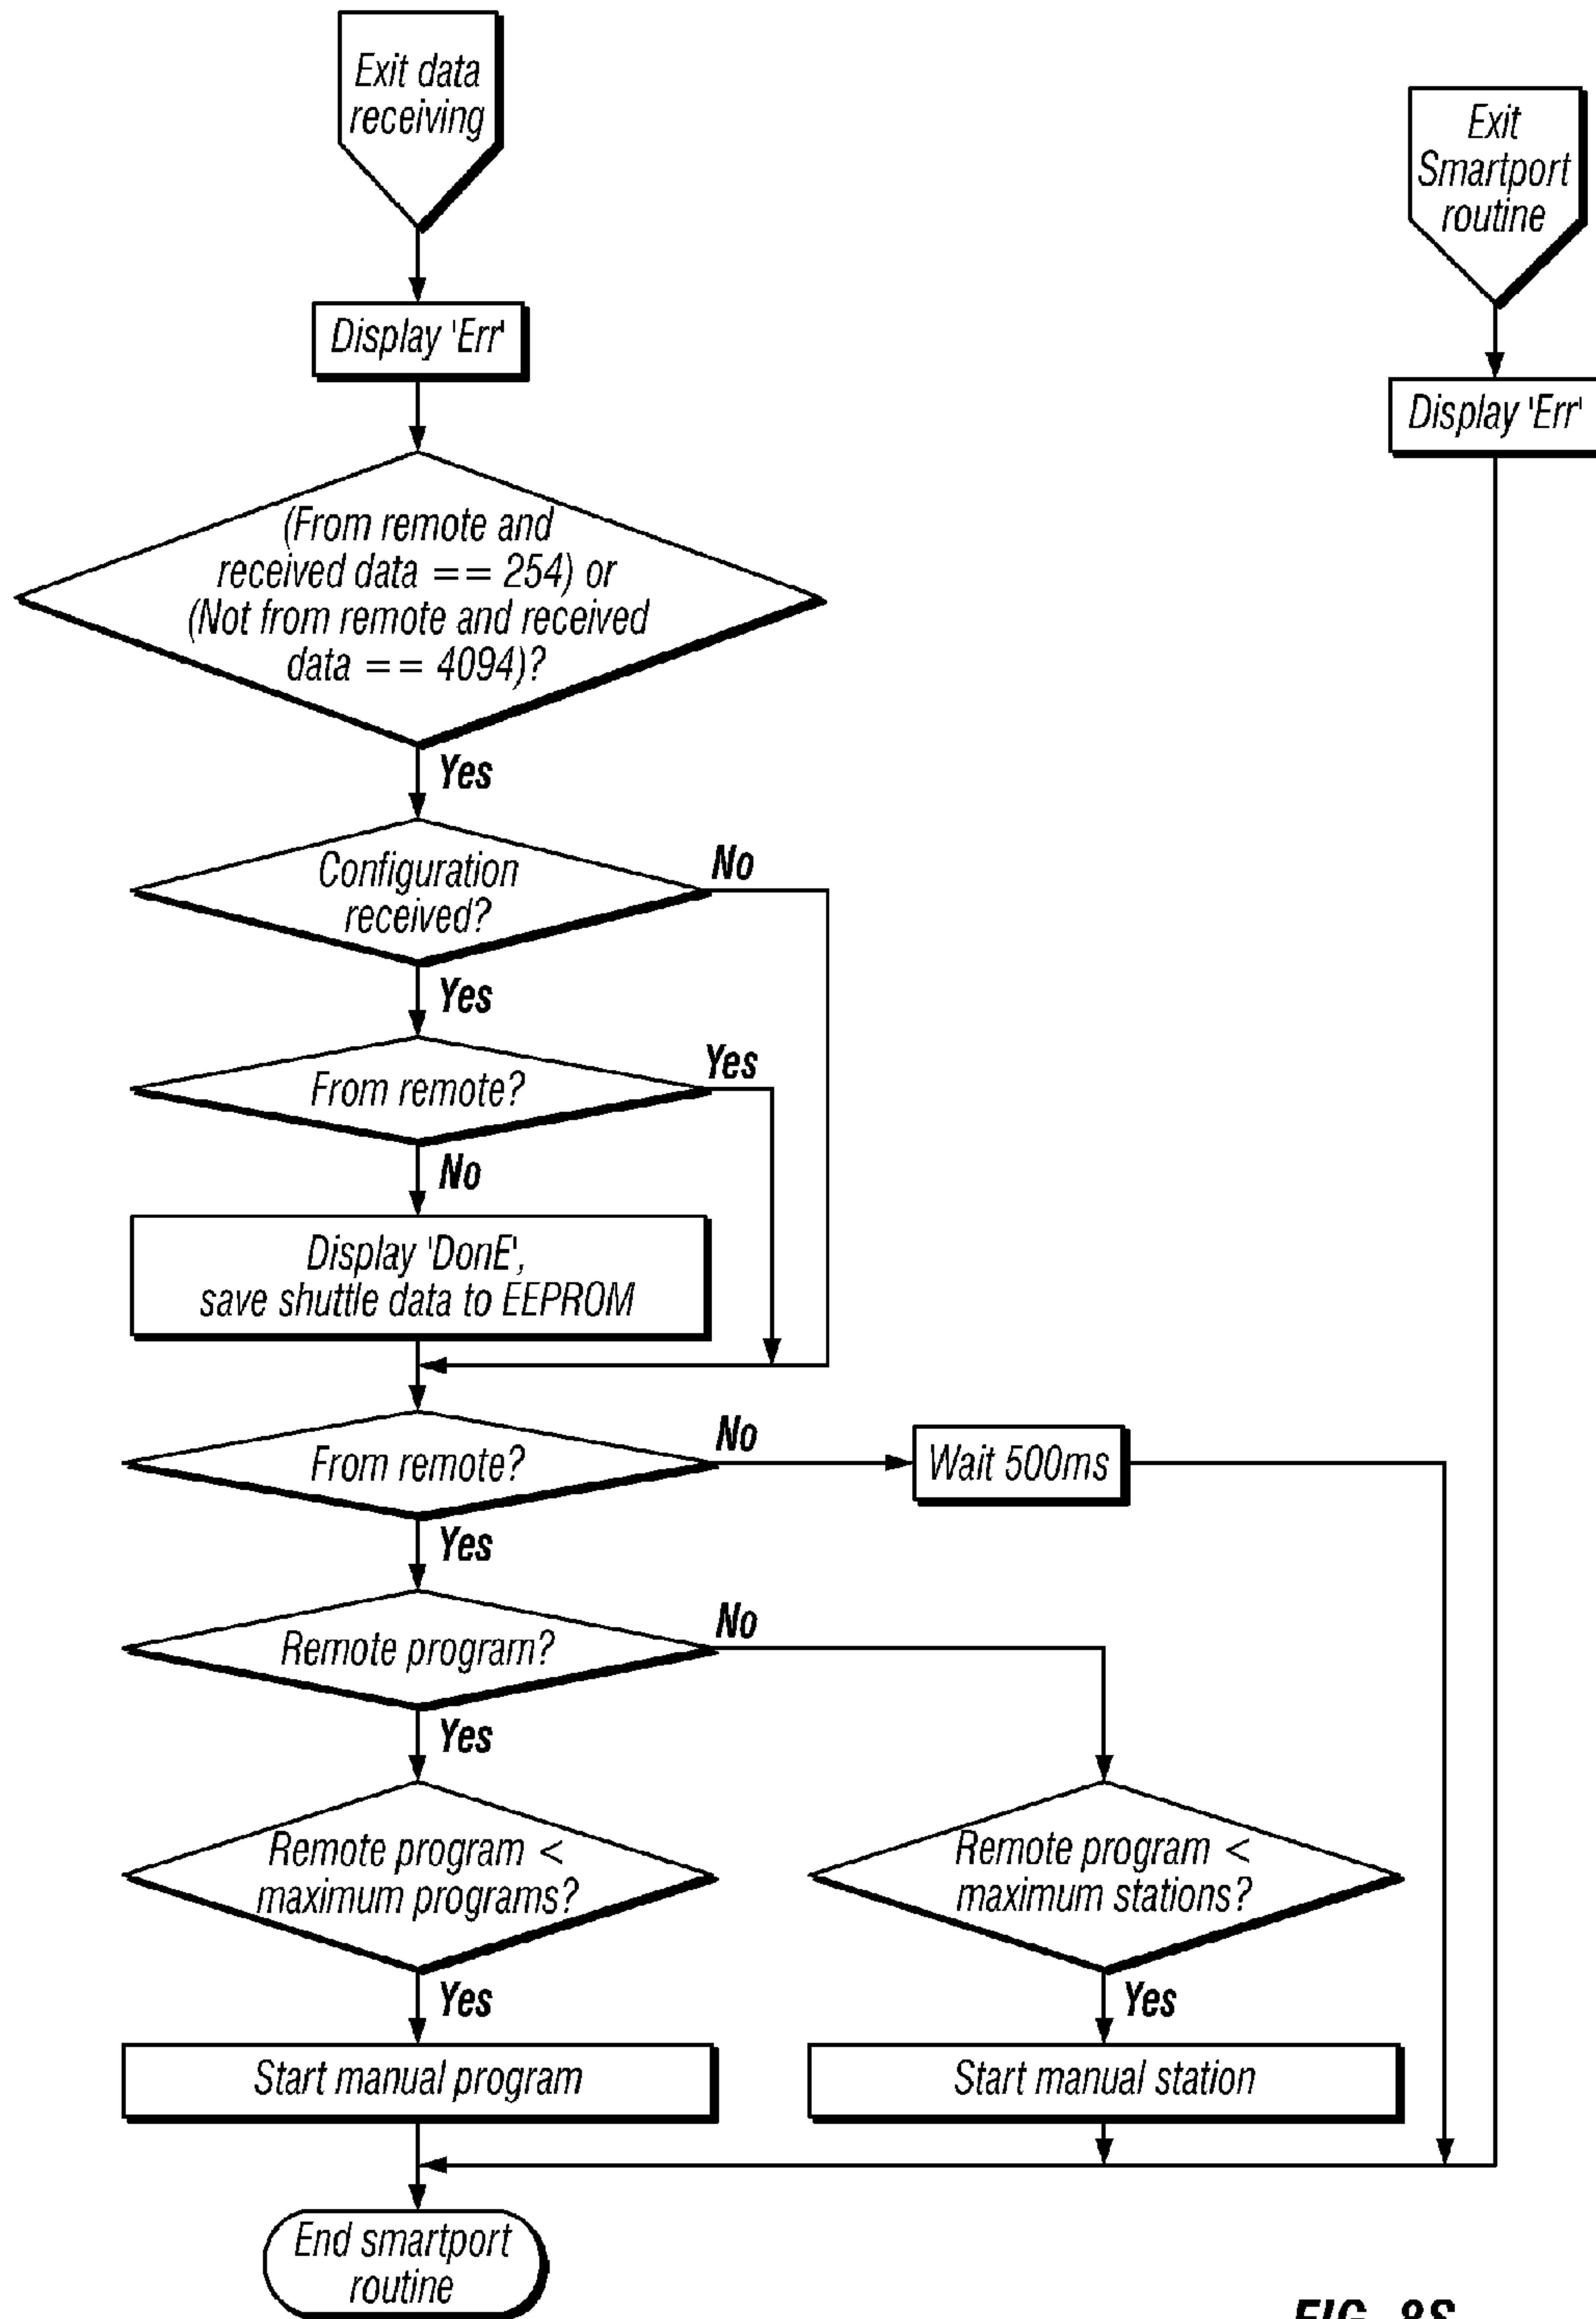 Exit data
receiving
Exit
Smartport
routine
Display 'Err'
Display 'Err'
(From remote and
received data == 254) or
(Not from remote and received
data == 4094)?
Yes
Configuration
received?
No
Yes
From remote?
Yes
No
Display 'DonE',
save shuttle data to EEPROM
From remote?
No
Wait 500ms
Yes
Remote program?
No
Yes
Remote program <
maximum programs?
Remote program <
maximum stations?
Yes
Yes
Start manual program
Start manual station
End smartport
routine
FIG. 8S